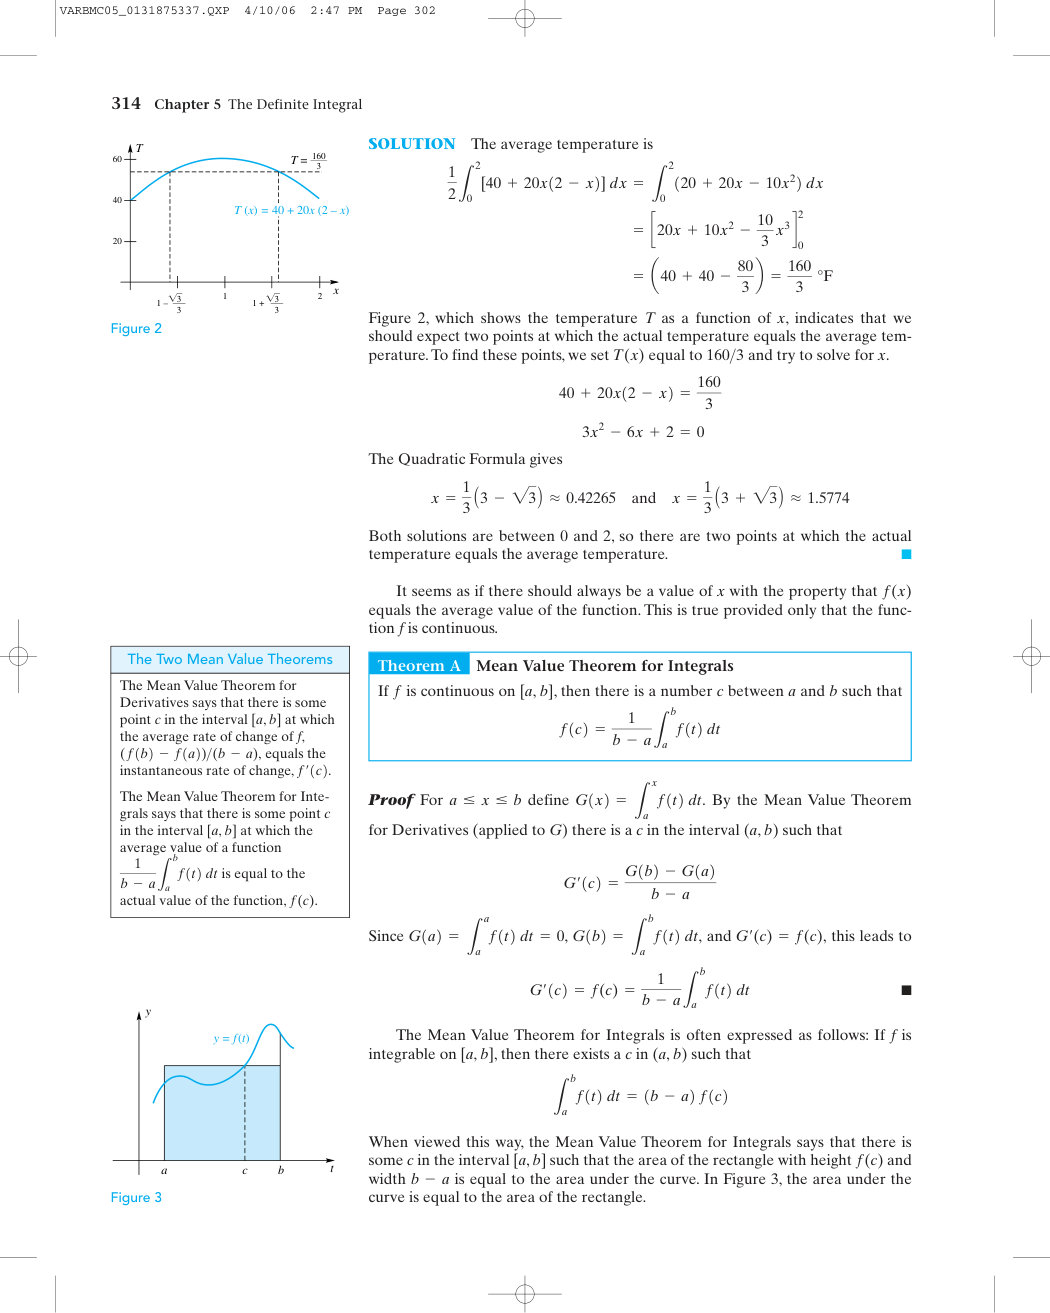 VARBMC05_0131875337.QXP 4/10/06 2:47 PM Page 302
314 Chapter 5 The Definite Integral
T
60
40
20
T = 160/3
T (x) = 40 + 20x (2 – x)
1 – √3/3
1
1 + √3/3
2
x
Figure 2
SOLUTION The average temperature is
1/2 ∫₀² [40 + 20x(2 − x)] dx = ∫₀² (20 + 20x − 10x²) dx
= [20x + 10x² − 10/3 x³]₀²
= (40 + 40 − 80/3) = 160/3 °F
Figure 2, which shows the temperature T as a function of x, indicates that we
should expect two points at which the actual temperature equals the average tem-
perature. To find these points, we set T(x) equal to 160/3 and try to solve for x.
40 + 20x(2 − x) = 160/3
3x² − 6x + 2 = 0
The Quadratic Formula gives
x = 1/3 (3 − √3) ≈ 0.42265 and x = 1/3 (3 + √3) ≈ 1.5774
Both solutions are between 0 and 2, so there are two points at which the actual
temperature equals the average temperature.
It seems as if there should always be a value of x with the property that f(x)
equals the average value of the function. This is true provided only that the func-
tion f is continuous.
The Two Mean Value Theorems
The Mean Value Theorem for
Derivatives says that there is some
point c in the interval [a, b] at which
the average rate of change of f,
(f(b) − f(a))/(b − a), equals the
instantaneous rate of change, f′(c).
The Mean Value Theorem for Inte-
grals says that there is some point c
in the interval [a, b] at which the
average value of a function
1/(b − a) ∫ₐᵇ f(t) dt is equal to the
actual value of the function, f(c).
Theorem A Mean Value Theorem for Integrals
If f is continuous on [a, b], then there is a number c between a and b such that
f(c) = 1/(b − a) ∫ₐᵇ f(t) dt
Proof For a ≤ x ≤ b define G(x) = ∫ₐˣ f(t) dt. By the Mean Value Theorem
for Derivatives (applied to G) there is a c in the interval (a, b) such that
G′(c) = (G(b) − G(a))/(b − a)
Since G(a) = ∫ₐᵃ f(t) dt = 0, G(b) = ∫ₐᵇ f(t) dt, and G′(c) = f(c), this leads to
G′(c) = f(c) = 1/(b − a) ∫ₐᵇ f(t) dt
y
y = f(t)
a
c
b
t
Figure 3
The Mean Value Theorem for Integrals is often expressed as follows: If f is
integrable on [a, b], then there exists a c in (a, b) such that
∫ₐᵇ f(t) dt = (b − a) f(c)
When viewed this way, the Mean Value Theorem for Integrals says that there is
some c in the interval [a, b] such that the area of the rectangle with height f(c) and
width b − a is equal to the area under the curve. In Figure 3, the area under the
curve is equal to the area of the rectangle.